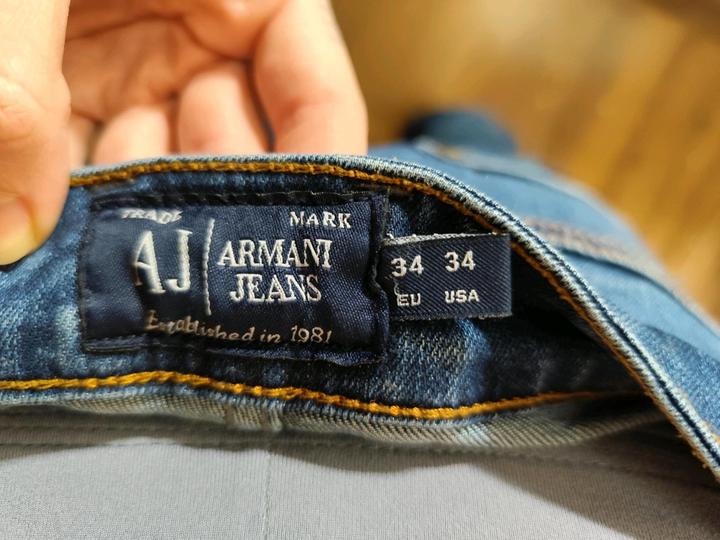 TRADE MARK
AJ ARMANI
JEANS
Established in 1981
34 34
EU USA